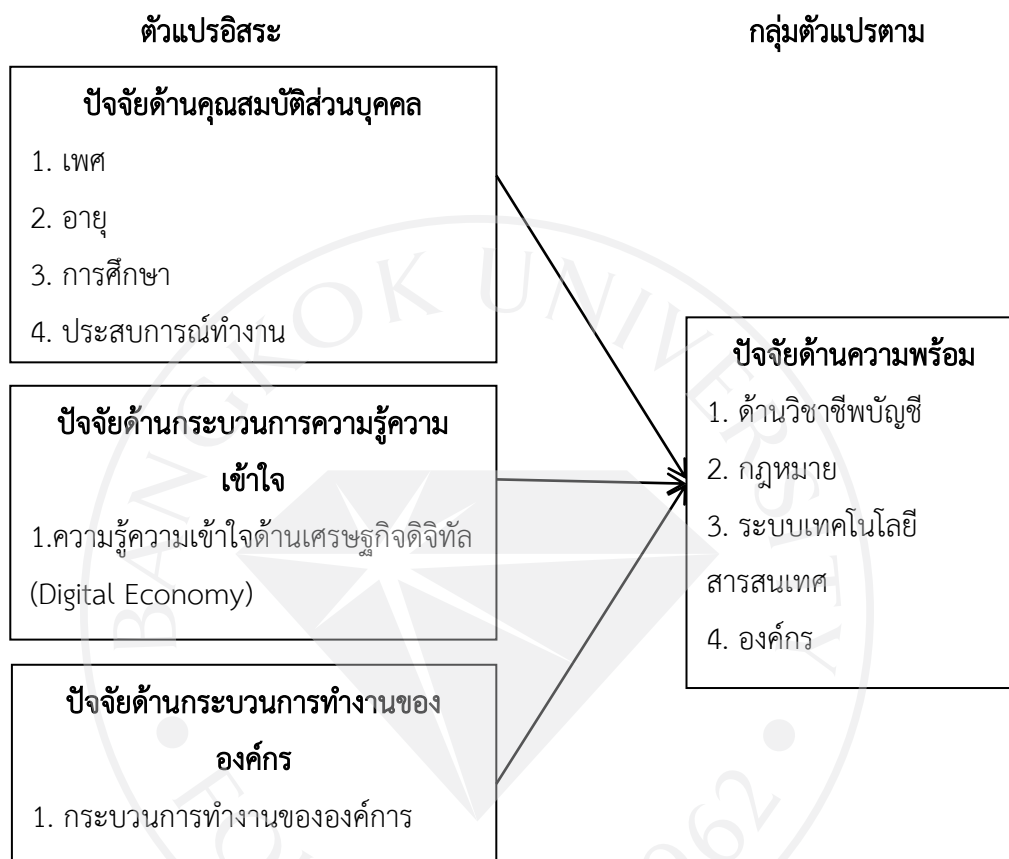 ตัวแปรอิสระ
กลุ่มตัวแปรตาม
ปัจจัยด้านคุณสมบัติส่วนบุคคล
1. เพศ
2. อายุ
3. การศึกษา
4. ประสบการณ์ทำงาน
ปัจจัยด้านกระบวนการความรู้ความ
เข้าใจ
1.ความรู้ความเข้าใจด้านเศรษฐกิจดิจิทัล
(Digital Economy)
ปัจจัยด้านกระบวนการทำงานของ
องค์กร
1. กระบวนการทำงานขององค์การ
ปัจจัยด้านความพร้อม
1. ด้านวิชาชีพบัญชี
2. กฎหมาย
3. ระบบเทคโนโลยี
สารสนเทศ
4. องค์กร
BANGKOK UNIVERSITY